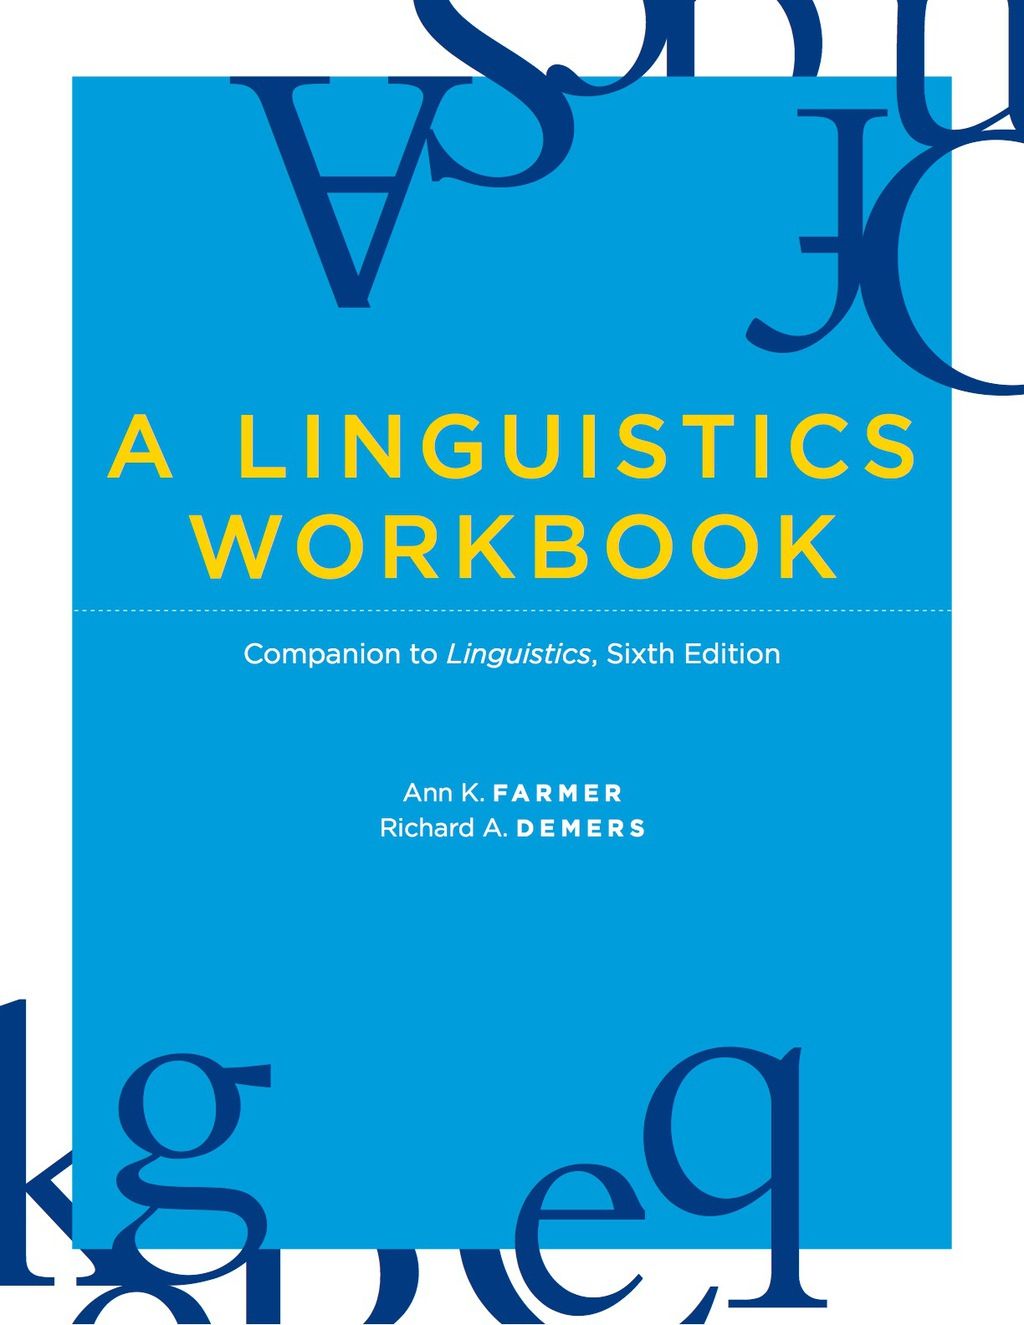 A LINGUISTICS
WORKBOOK
Companion to Linguistics, Sixth Edition
Ann K. FARMER
Richard A. DEMERS